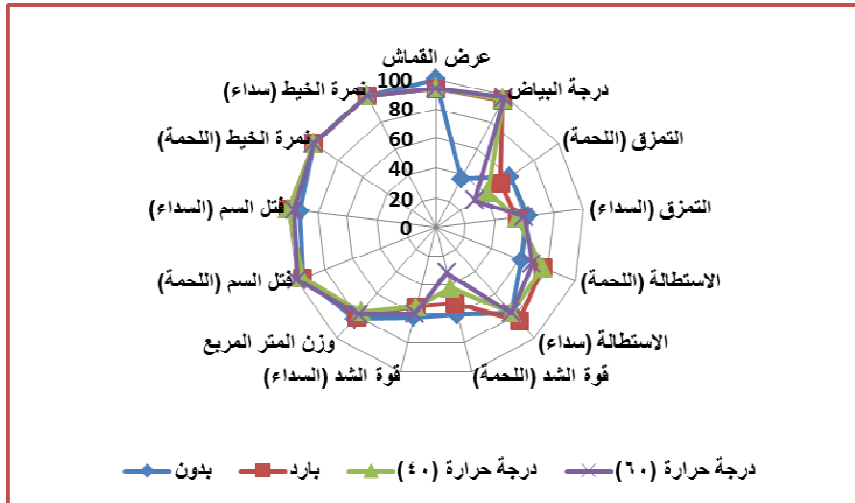 عرض القماش
درجة البياض
التمزق (اللحمة)
التمزق (السداء)
الاستطالة (اللحمة)
الاستطالة (سداء)
قوة الشد (اللحمة)
قوة الشد (السداء)
وزن المتر المربع
فتل السم (اللحمة)
فتل السم (السداء)
نمرة الخيط (اللحمة)
نمرة الخيط (سداء)
100
80
60
40
20
0
بدون
بارد
درجة حرارة (٤٠)
درجة حرارة (٦٠)